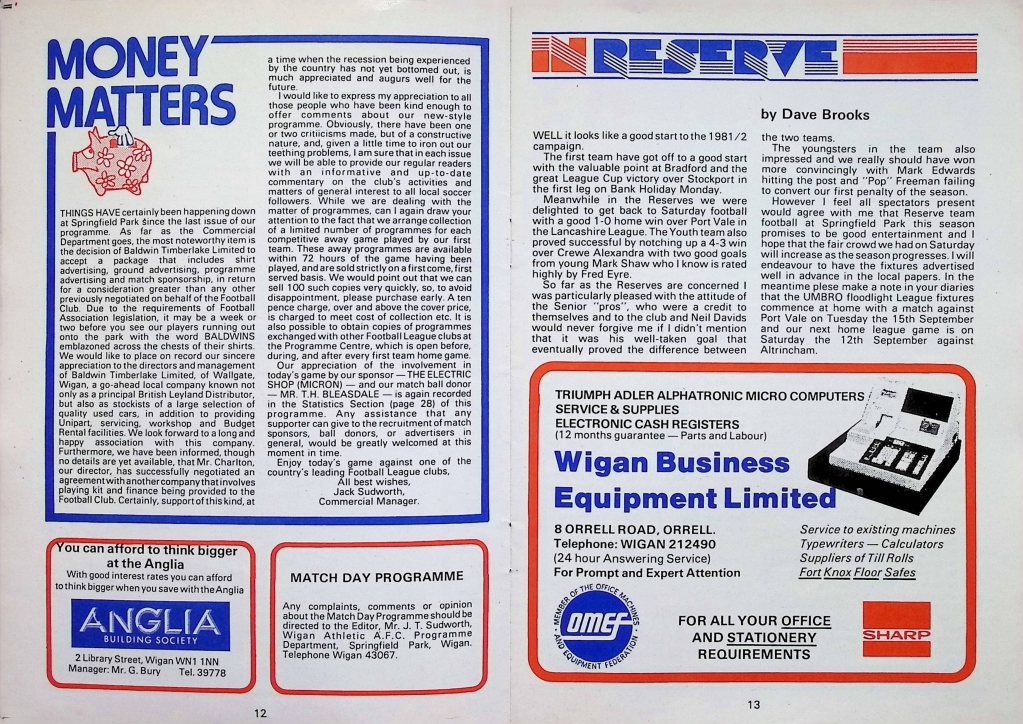 MONEY
MATTERS
THINGS HAVE certainly been happening down
at Springfield Park since the last issue of our
programme. As far as the Commercial
Department goes, the most noteworthy item is
the decision of Baldwin Timberlake Limited to
accept a package that includes shirt
advertising, ground advertising, programme
advertising and match sponsorship, in return
for a consideration greater than any other
previously negotiated on behalf of the Football
Club. Due to the requirements of Football
Association legislation, it may be a week or
two before you see our players running out
onto the park with the word BALDWINS
emblazoned across the chests of their shirts.
We would like to place on record our sincere
appreciation to the directors and management
of Baldwin Timberlake Limited, of Wallgate,
Wigan, a go-ahead local company known not
only as a principal British Leyland Distributor,
but also as stockists of a large selection of
quality used cars, in addition to providing
Unipart, servicing, workshop and Budget
Rental facilities. We look forward to a long and
happy association with this company.
Furthermore, we have been informed, though
no details are yet available, that Mr. Charlton,
our director, has successfully negotiated an
agreement with another company that involves
playing kit and finance being provided to the
Football Club. Certainly, support of this kind, at
a time when the recession being experienced
by the country has not yet bottomed out, is
much appreciated and augurs well for the
future.
I would like to express my appreciation to all
those people who have been kind enough to
offer comments about our new-style
programme. Obviously, there have been one
or two critiicisms made, but of a constructive
nature, and, given a little time to iron out our
teething problems, I am sure that in each issue
we will be able to provide our regular readers
with an informative and up-to-date
commentary on the club's activities and
matters of general interest to all local soccer
followers. While we are dealing with the
matter of programmes, can I again draw your
attention to the fact that we arrange collection
of a limited number of programmes for each
competitive away game played by our first
team. These away programmes are available
within 72 hours of the game having been
played, and are sold strictly on a first come, first
served basis. We would point out that we can
sell 100 such copies very quickly, so, to avoid
disappointment, please purchase early. A ten
pence charge, over and above the cover price,
is charged to meet cost of collection etc. It is
also possible to obtain copies of programmes
exchanged with other Football League clubs at
the Programme Centre, which is open before,
during, and after every first team home game.
Our appreciation of the involvement in
today's game by our sponsor — THE ELECTRIC
SHOP (MICRON) — and our match ball donor
— MR. T.H. BLEASDALE — is again recorded
in the Statistics Section (page 28) of this
programme. Any assistance that any
supporter can give to the recruitment of match
sponsors, ball donors, or advertisers in
general, would be greatly welcomed at this
moment in time.
Enjoy today's game against one of the
country's leading Football League clubs,
All best wishes,
Jack Sudworth,
Commercial Manager.
You can afford to think bigger
at the Anglia
With good interest rates you can afford
to think bigger when you save with the Anglia
ANGLIA
BUILDING SOCIETY
2 Library Street, Wigan WN1 1NN
Manager: Mr. G. Bury Tel. 39778
MATCH DAY PROGRAMME
Any complaints, comments or opinion
about the Match Day Programme should be
directed to the Editor, Mr. J. T. Sudworth,
Wigan Athletic A.F.C. Programme
Department, Springfield Park, Wigan.
Telephone Wigan 43067.
12
IN RESERVE
by Dave Brooks
WELL it looks like a good start to the 1981/2
campaign.
The first team have got off to a good start
with the valuable point at Bradford and the
great League Cup victory over Stockport in
the first leg on Bank Holiday Monday.
Meanwhile in the Reserves we were
delighted to get back to Saturday football
with a good 1-0 home win over Port Vale in
the Lancashire League. The Youth team also
proved successful by notching up a 4-3 win
over Crewe Alexandra with two good goals
from young Mark Shaw who I know is rated
highly by Fred Eyre.
So far as the Reserves are concerned I
was particularly pleased with the attitude of
the Senior "pros", who were a credit to
themselves and to the club and Neil Davids
would never forgive me if I didn't mention
that it was his well-taken goal that
eventually proved the difference between
the two teams.
The youngsters in the team also
impressed and we really should have won
more convincingly with Mark Edwards
hitting the post and "Pop" Freeman failing
to convert our first penalty of the season.
However I feel all spectators present
would agree with me that Reserve team
football at Springfield Park this season
promises to be good entertainment and I
hope that the fair crowd we had on Saturday
will increase as the season progresses. I will
endeavour to have the fixtures advertised
well in advance in the local papers. In the
meantime plese make a note in your diaries
that the UMBRO floodlight League fixtures
commence at home with a match against
Port Vale on Tuesday the 15th September
and our next home league game is on
Saturday the 12th September against
Altrincham.
TRIUMPH ADLER ALPHATRONIC MICRO COMPUTERS
SERVICE & SUPPLIES
ELECTRONIC CASH REGISTERS
(12 months guarantee — Parts and Labour)
Wigan Business
Equipment Limited
8 ORRELL ROAD, ORRELL.
Telephone: WIGAN 212490
(24 hour Answering Service)
For Prompt and Expert Attention
Service to existing machines
Typewriters — Calculators
Suppliers of Till Rolls
Fort Knox Floor Safes
MEMBER OF THE OFFICE MACHINES
AND EQUIPMENT FEDERATION
omef
FOR ALL YOUR OFFICE
AND STATIONERY
REQUIREMENTS
SHARP
13